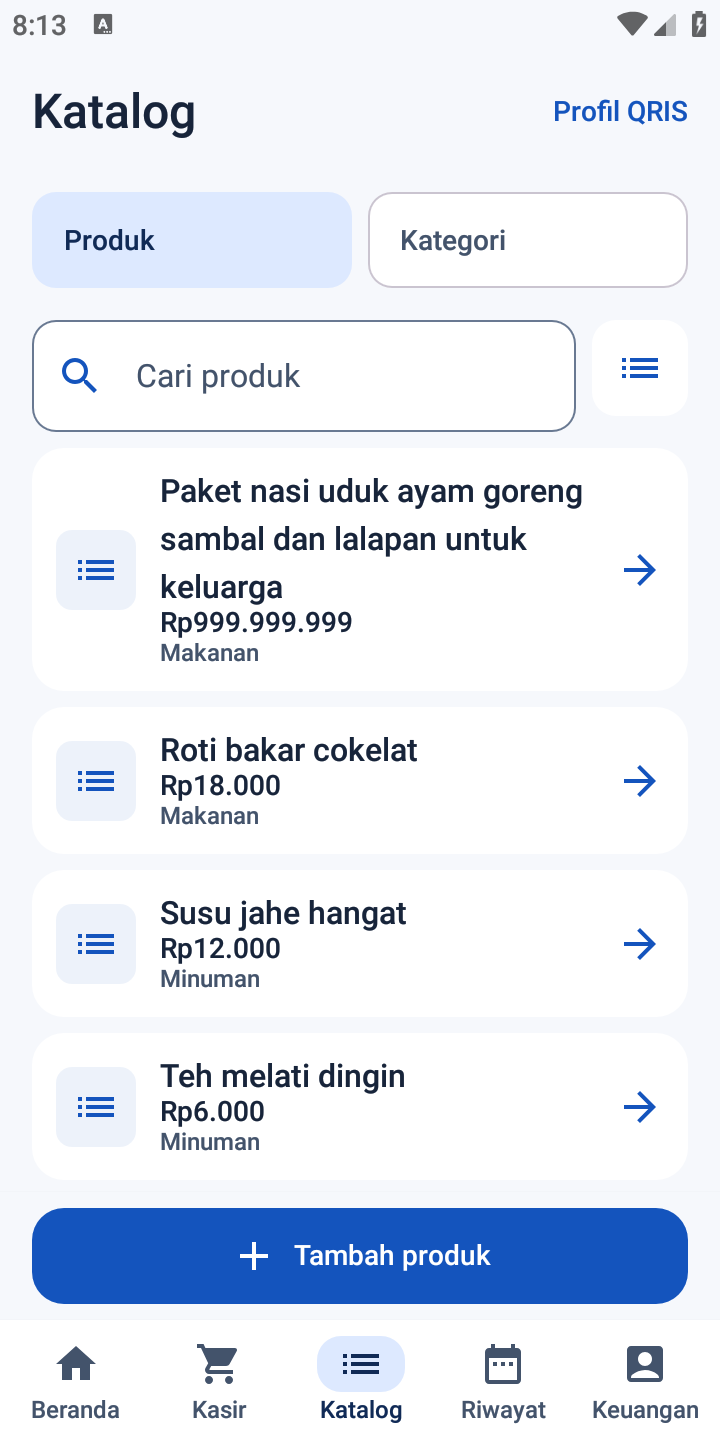 8:13
A
Katalog
Profil QRIS
Produk
Kategori
Cari produk
Paket nasi uduk ayam goreng
sambal dan lalapan untuk
keluarga
Rp999.999.999
Makanan
Roti bakar cokelat
Rp18.000
Makanan
Susu jahe hangat
Rp12.000
Minuman
Teh melati dingin
Rp6.000
Minuman
Tambah produk
Beranda
Kasir
Katalog
Riwayat
Keuangan